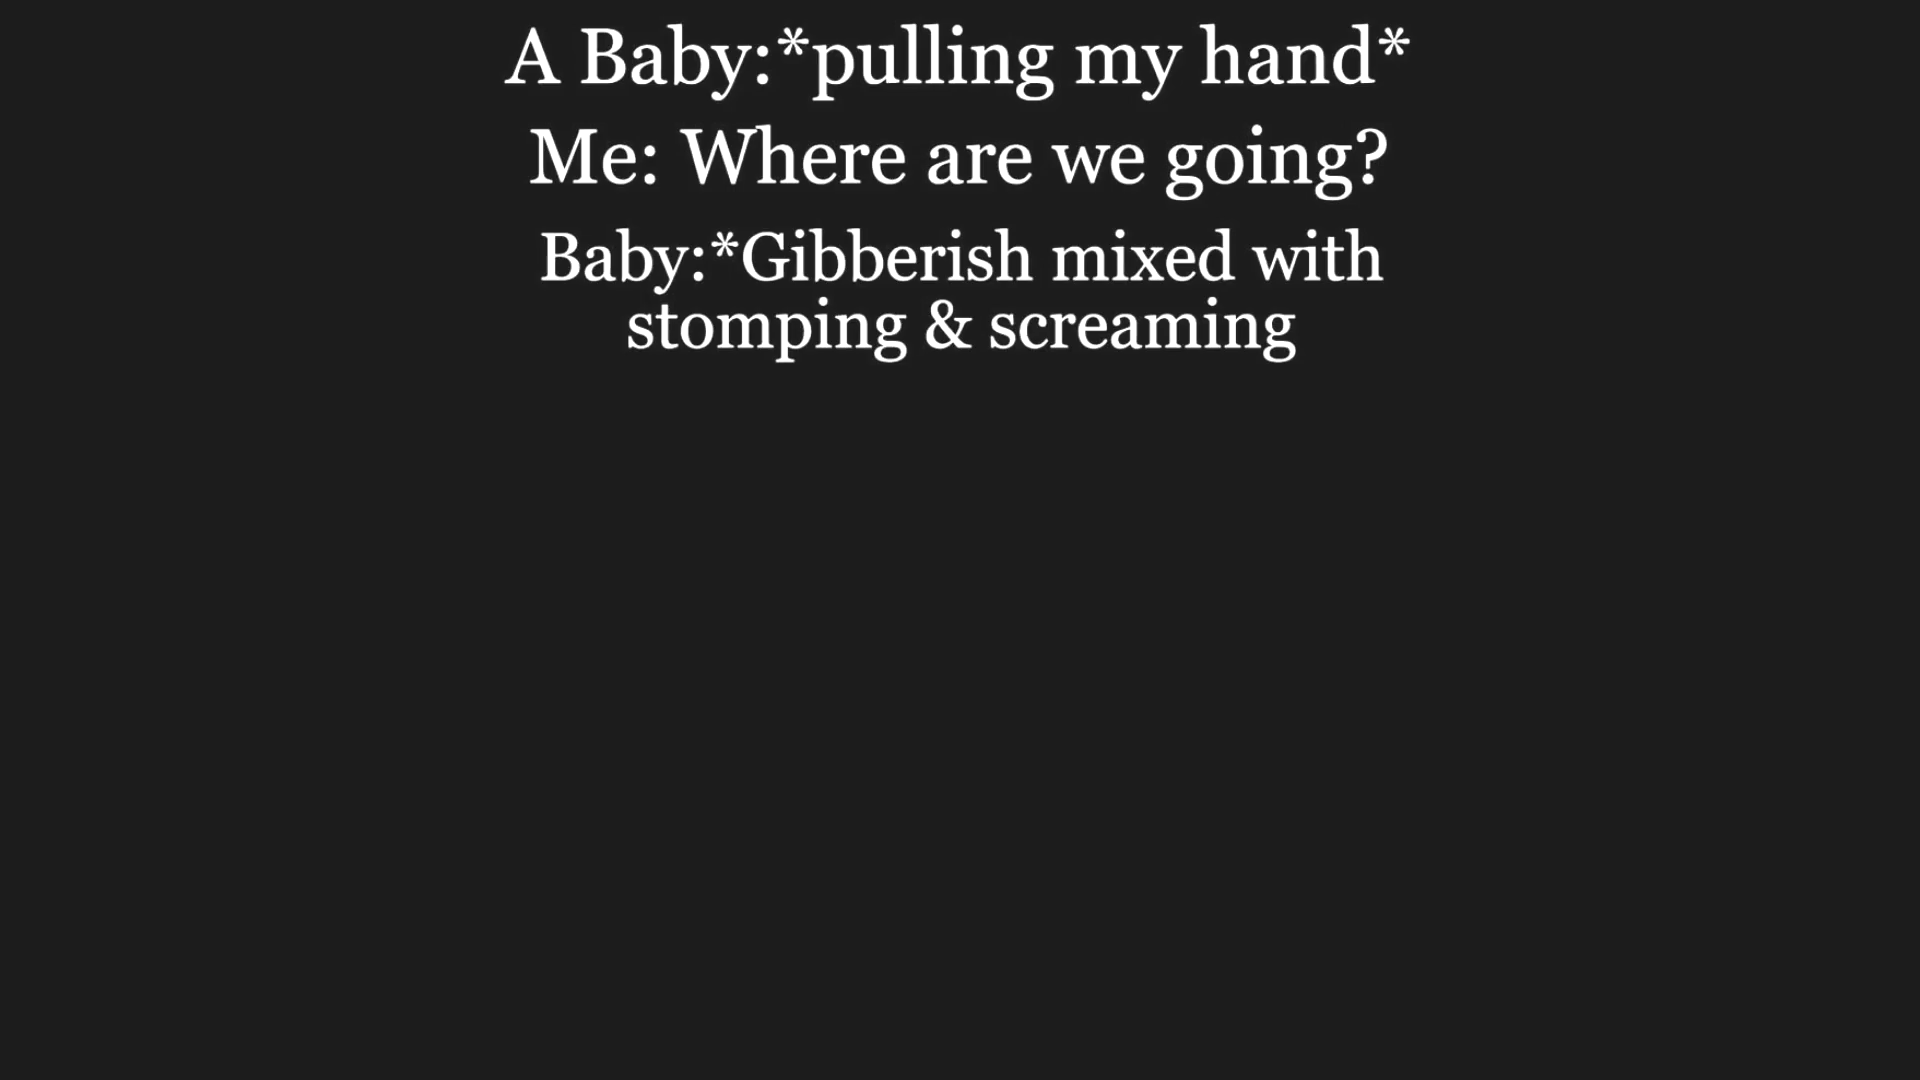 A Baby:*pulling my hand*
Me: Where are we going?
Baby:*Gibberish mixed with
stomping & screaming